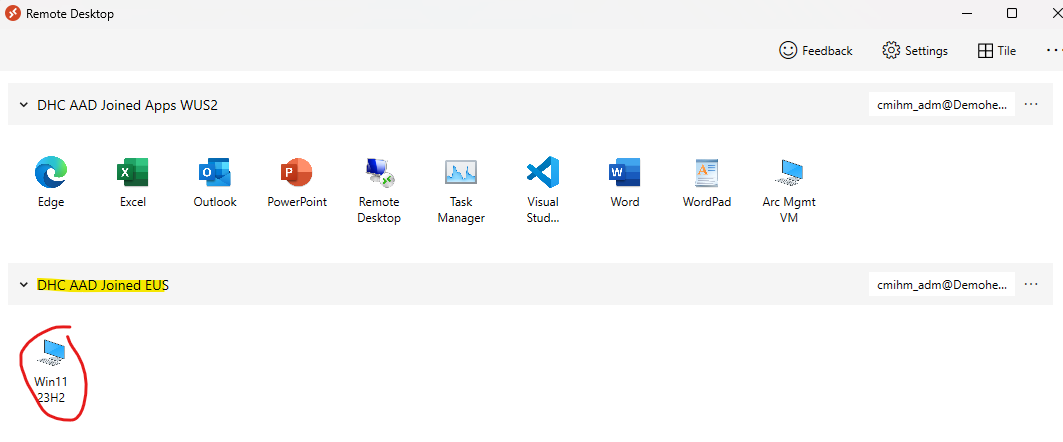 Remote Desktop
Feedback
Settings
Tile
DHC AAD Joined Apps WUS2
cmihm_adm@Demohe...
Edge
Excel
Outlook
PowerPoint
Remote
Desktop
Task
Manager
Visual
Stud...
Word
WordPad
Arc Mgmt
VM
DHC AAD Joined EUS
cmihm_adm@Demohe...
Win11
23H2